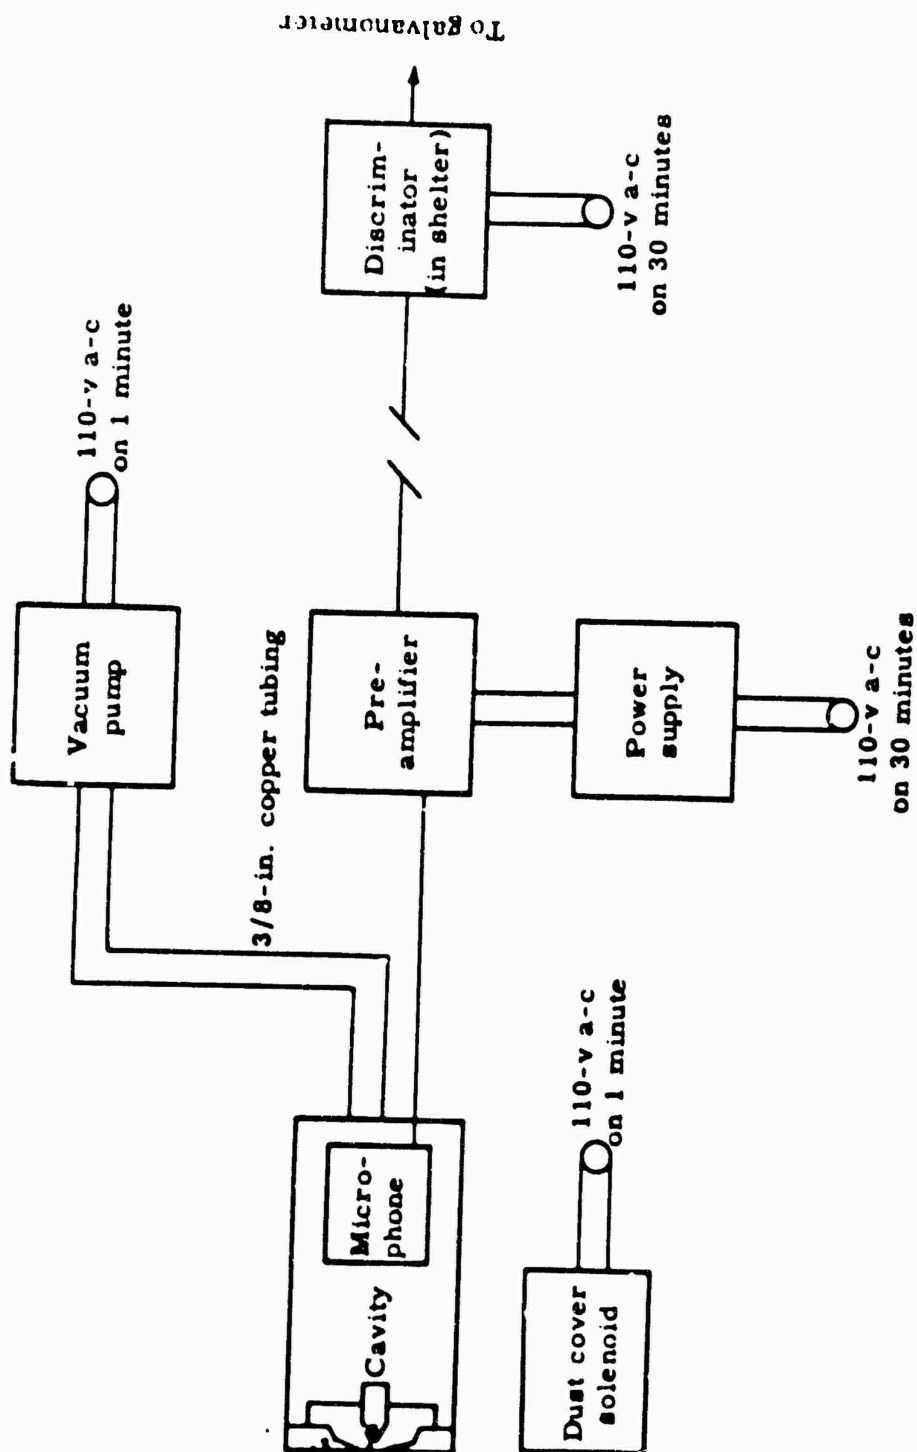 Vacuum
pump
110-v a-c
on 1 minute
3/8-in. copper tubing
Cavity
Micro-
phone
Pre-
amplifier
Discrim-
inator
(in shelter)
To galvanometer
110-v a-c
on 30 minutes
Power
supply
110-v a-c
on 30 minutes
Dust cover
solenoid
110-v a-c
on 1 minute